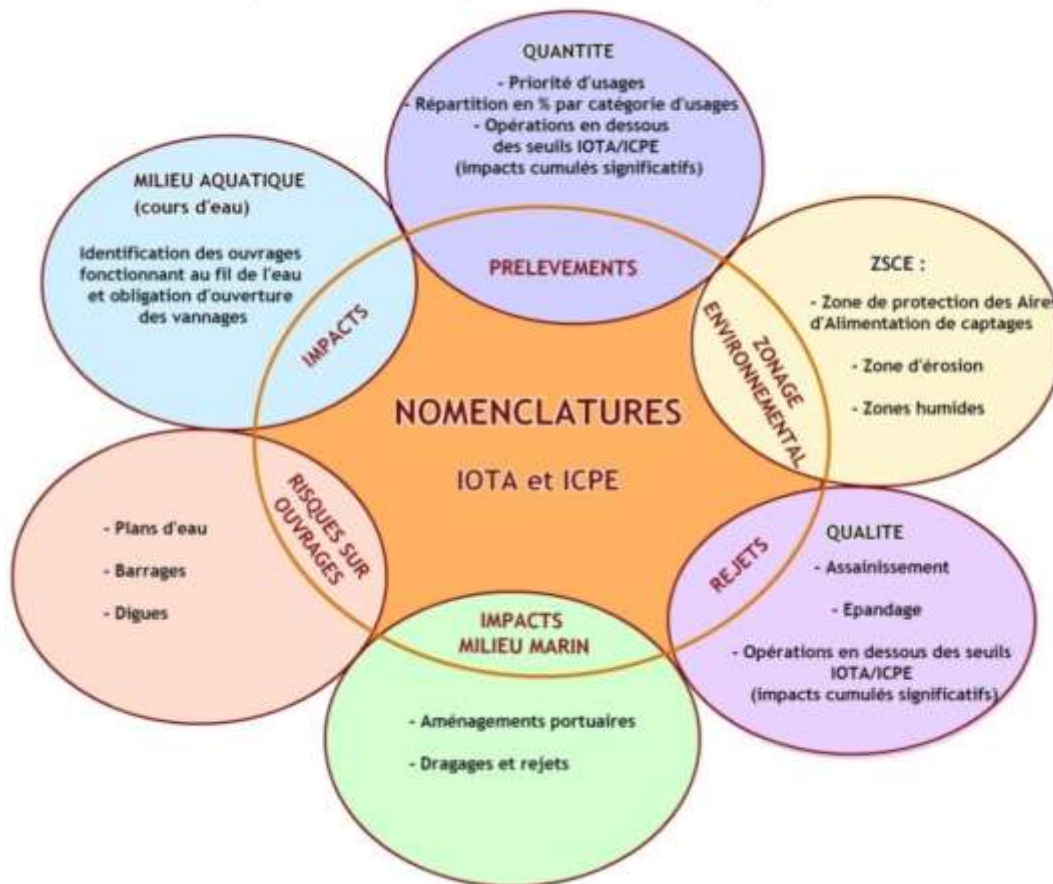 QUANTITE
- Priorité d'usages
- Répartition en % par catégorie d'usages
- Opérations en dessous
des seuils IOTA/ICPE
(impacts cumulés significatifs)
PRELEVEMENTS
MILIEU AQUATIQUE
(cours d'eau)
Identification des ouvrages
fonctionnant au fil de l'eau
et obligation d'ouverture
des vannages
IMPACTS
ZSCE :
- Zone de protection des Aires
d'Alimentation de captages
- Zone d'érosion
- Zones humides
ZONAGE
ENVIRONNEMENTAL
NOMENCLATURES
IOTA et ICPE
- Plans d'eau
- Barrages
- Digues
RISQUES SUR
OUVRAGES
QUALITE
- Assainissement
- Epandage
- Opérations en dessous des seuils
IOTA/ICPE
(impacts cumulés significatifs)
REJETS
IMPACTS
MILIEU MARIN
- Aménagements portuaires
- Dragages et rejets